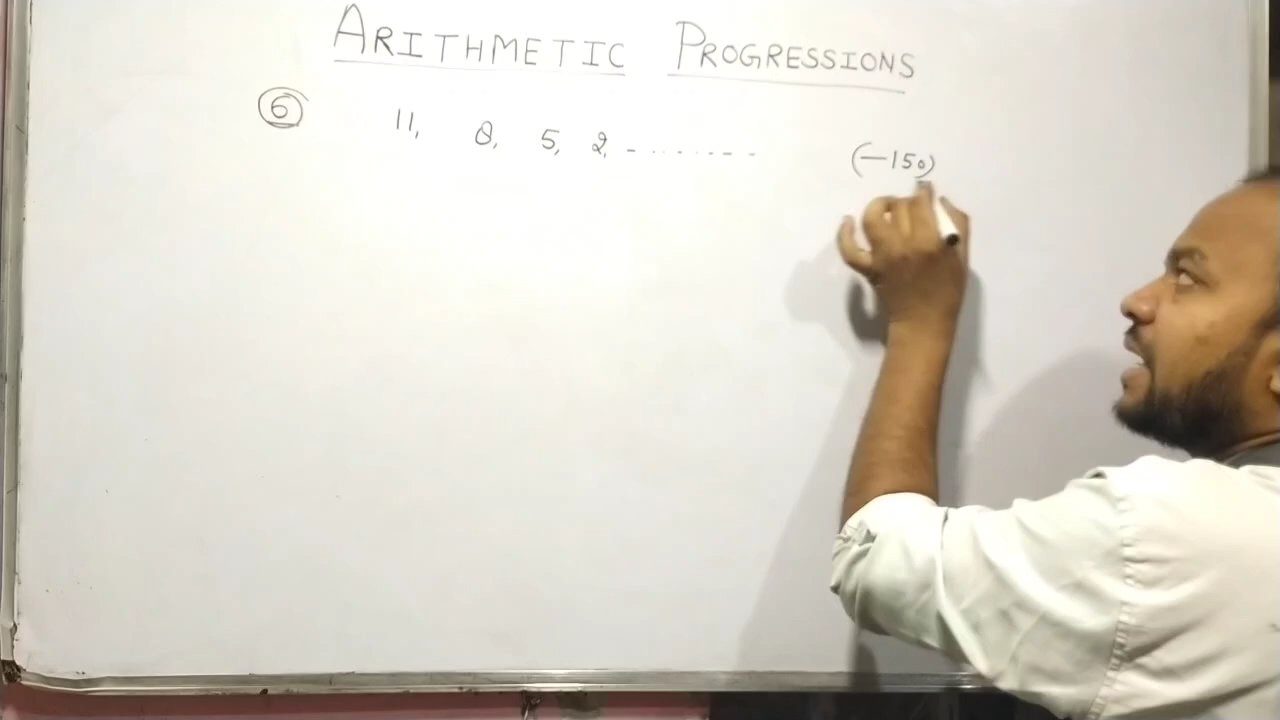 ARITHMETIC PROGRESSIONS
6 11, 8, 5, 2, - - - - - - - - (-150)